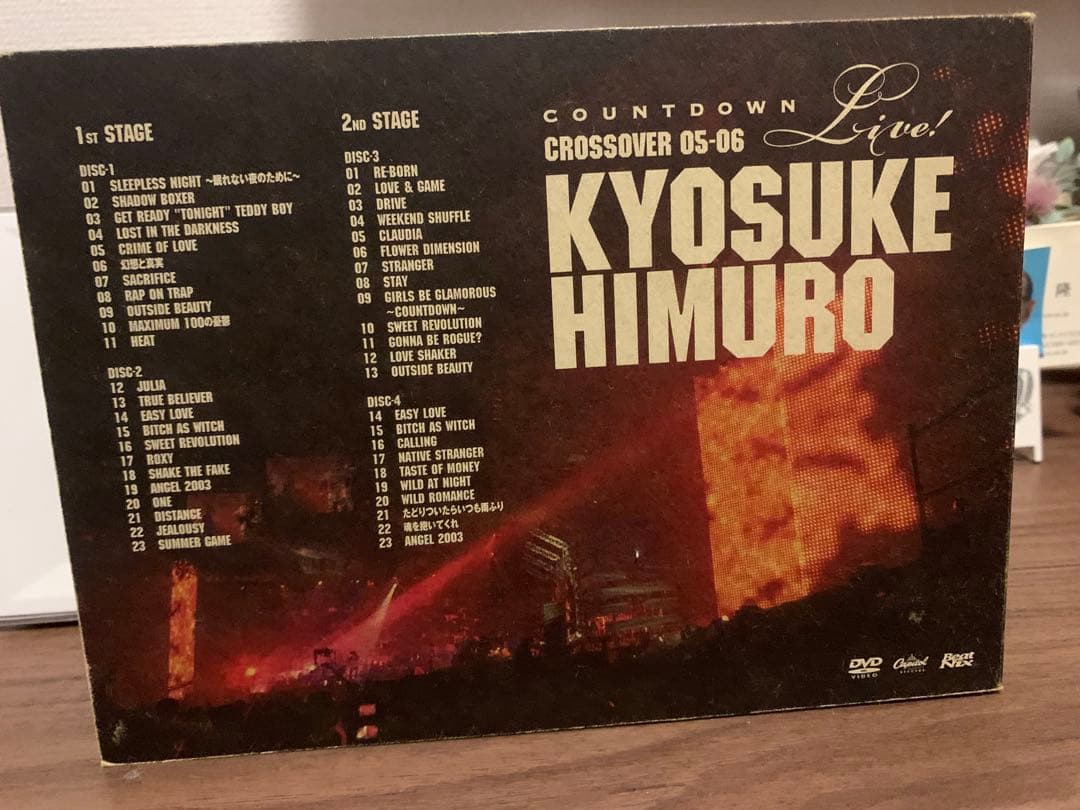 COUNTDOWN Live!
CROSSOVER 05-06
KYOSUKE
HIMURO
1ST STAGE
DISC-1
01 SLEEPLESS NIGHT 〜眠れない夜のために〜
02 SHADOW BOXER
03 GET READY "TONIGHT" TEDDY BOY
04 LOST IN THE DARKNESS
05 CRIME OF LOVE
06 幻想と真実
07 SACRIFICE
08 RAP ON TRAP
09 OUTSIDE BEAUTY
10 MAXIMUM 100の憂鬱
11 HEAT
DISC-2
12 JULIA
13 TRUE BELIEVER
14 EASY LOVE
15 BITCH AS WITCH
16 SWEET REVOLUTION
17 ROXY
18 SHAKE THE FAKE
19 ANGEL 2003
20 ONE
21 DISTANCE
22 JEALOUSY
23 SUMMER GAME
2ND STAGE
DISC-3
01 RE-BORN
02 LOVE & GAME
03 DRIVE
04 WEEKEND SHUFFLE
05 CLAUDIA
06 FLOWER DIMENSION
07 STRANGER
08 STAY
09 GIRLS BE GLAMOROUS
〜COUNTDOWN〜
10 SWEET REVOLUTION
11 GONNA BE ROGUE?
12 LOVE SHAKER
13 OUTSIDE BEAUTY
DISC-4
14 EASY LOVE
15 BITCH AS WITCH
16 CALLING
17 NATIVE STRANGER
18 TASTE OF MONEY
19 WILD AT NIGHT
20 WILD ROMANCE
21 たどりついたらいつも雨ふり
22 魂を抱いてくれ
23 ANGEL 2003
DVD
VIDEO
Capitol
RECORDS
Beat
Nix
隆